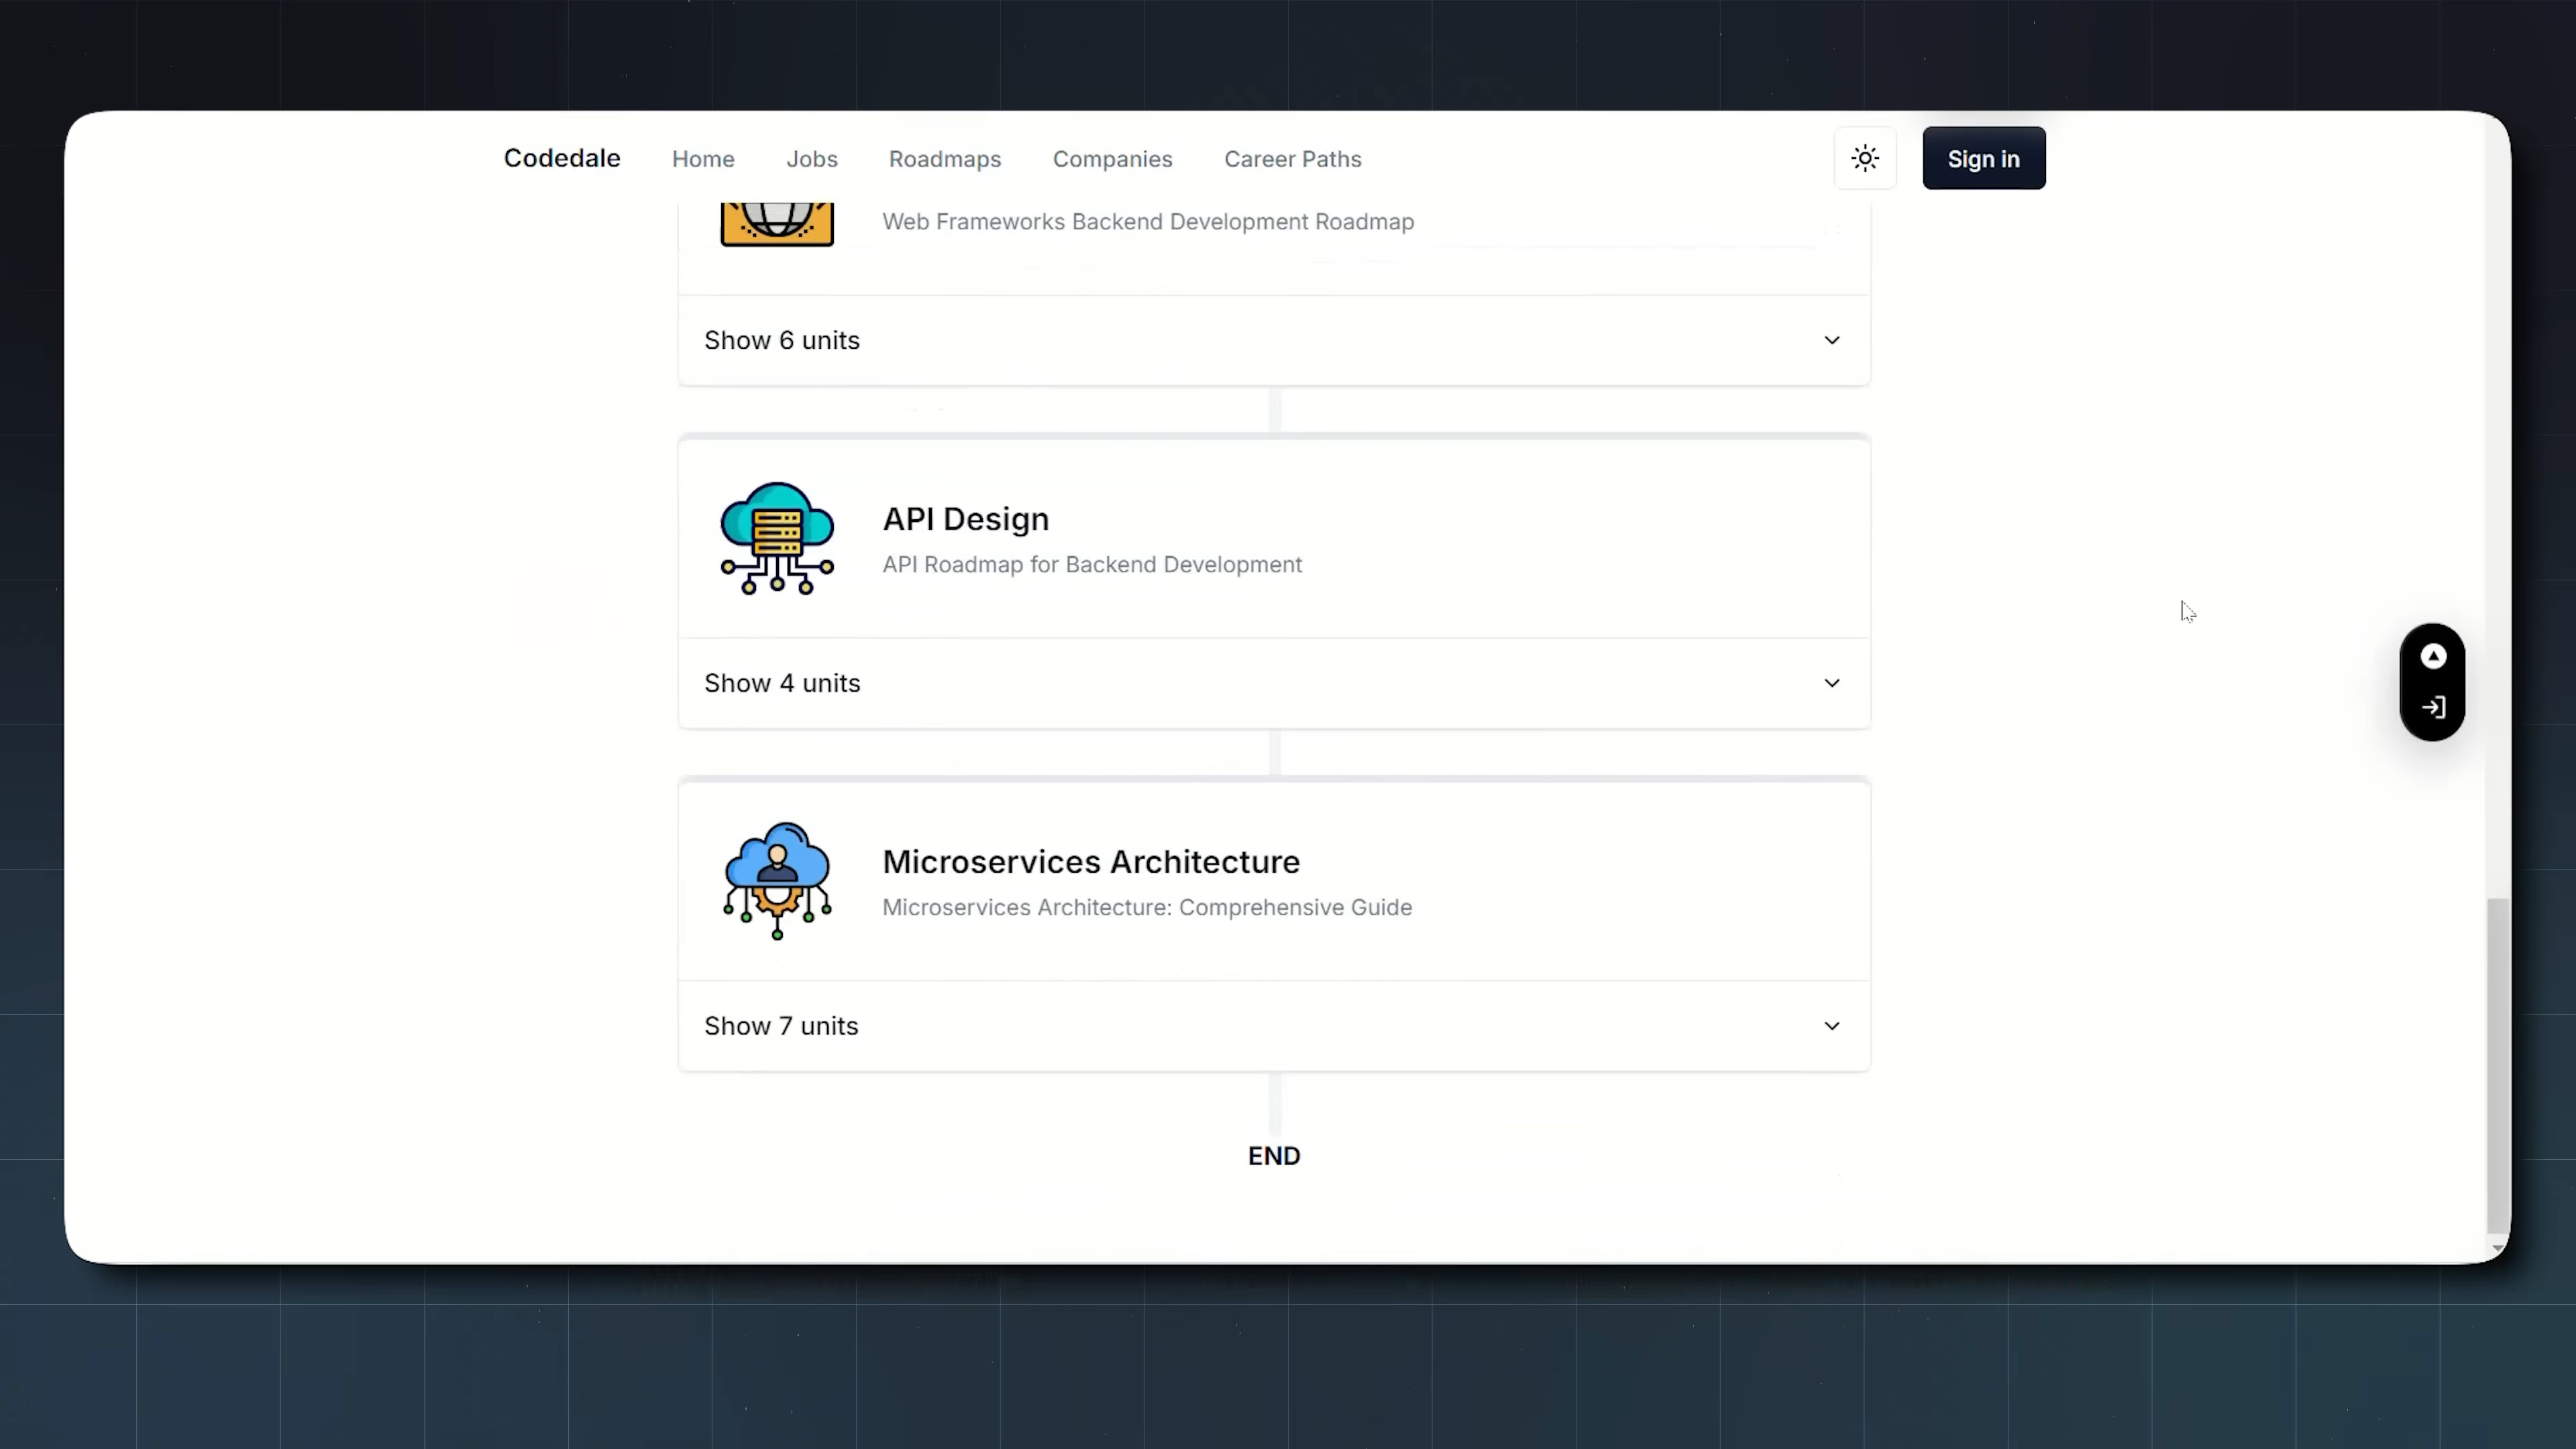 Codedale Home Jobs Roadmaps Companies Career Paths Sign in
Web Frameworks Backend Development Roadmap
Show 6 units
API Design
API Roadmap for Backend Development
Show 4 units
Microservices Architecture
Microservices Architecture: Comprehensive Guide
Show 7 units
END